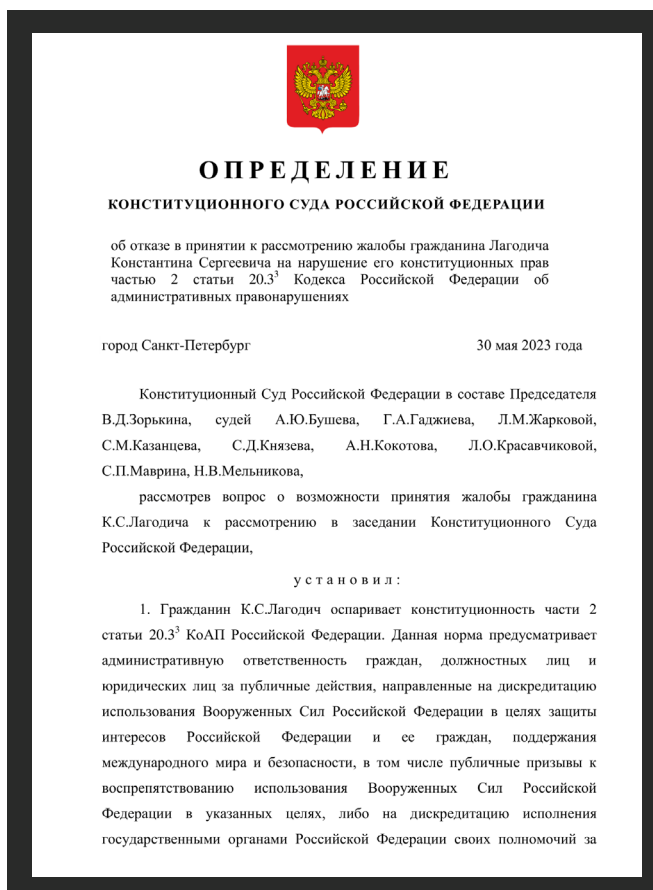 ОПРЕДЕЛЕНИЕ
КОНСТИТУЦИОННОГО СУДА РОССИЙСКОЙ ФЕДЕРАЦИИ
об отказе в принятии к рассмотрению жалобы гражданина Лагодича
Константина Сергеевича на нарушение его конституционных прав
частью 2 статьи 20.3³ Кодекса Российской Федерации об
административных правонарушениях
город Санкт-Петербург 30 мая 2023 года
Конституционный Суд Российской Федерации в составе Председателя
В.Д.Зорькина, судей А.Ю.Бушева, Г.А.Гаджиева, Л.М.Жарковой,
С.М.Казанцева, С.Д.Князева, А.Н.Кокотова, Л.О.Красавчиковой,
С.П.Маврина, Н.В.Мельникова,
рассмотрев вопрос о возможности принятия жалобы гражданина
К.С.Лагодича к рассмотрению в заседании Конституционного Суда
Российской Федерации,
установил:
1. Гражданин К.С.Лагодич оспаривает конституционность части 2
статьи 20.3³ КоАП Российской Федерации. Данная норма предусматривает
административную ответственность граждан, должностных лиц и
юридических лиц за публичные действия, направленные на дискредитацию
использования Вооруженных Сил Российской Федерации в целях защиты
интересов Российской Федерации и ее граждан, поддержания
международного мира и безопасности, в том числе публичные призывы к
воспрепятствованию использования Вооруженных Сил Российской
Федерации в указанных целях, либо на дискредитацию исполнения
государственными органами Российской Федерации своих полномочий за